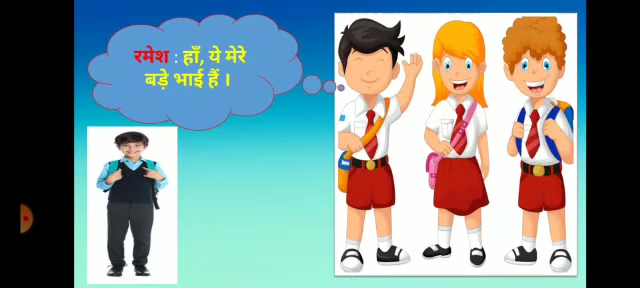 रमेश : हाँ, ये मेरे
बड़े भाई हैं ।